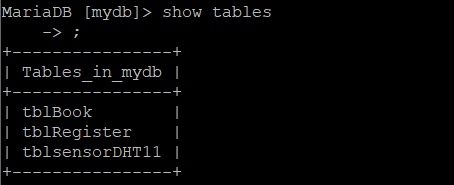 MariaDB [mydb]> show tables
    -> ;
+----------------+
| Tables_in_mydb |
+----------------+
| tblBook        |
| tblRegister    |
| tblsensorDHT11 |
+----------------+